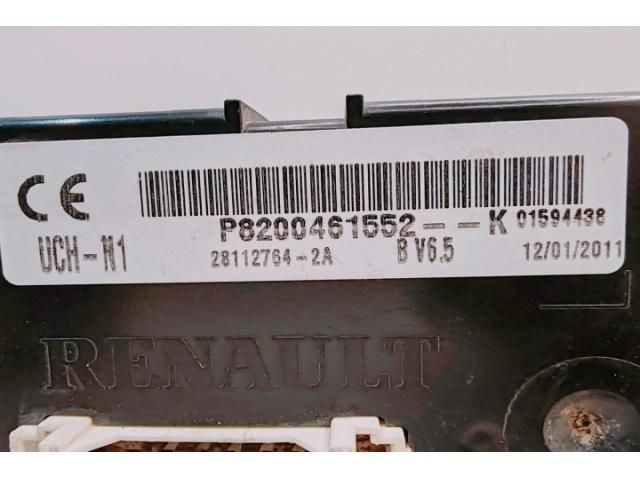 CE
P8200461552--K 01594438
UCH-N1 28112764-2A B V6.5 12/01/2011
RENAULT